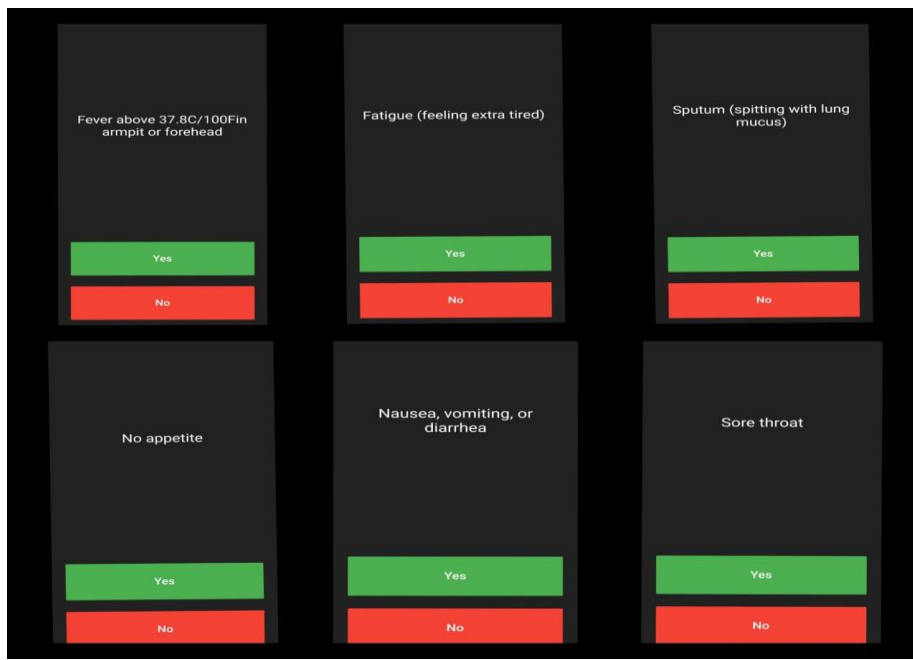 Fever above 37.8C/100Fin
armpit or forehead
Yes
No
Fatigue (feeling extra tired)
Yes
No
Sputum (spitting with lung
mucus)
Yes
No
No appetite
Yes
No
Nausea, vomiting, or
diarrhea
Yes
No
Sore throat
Yes
No